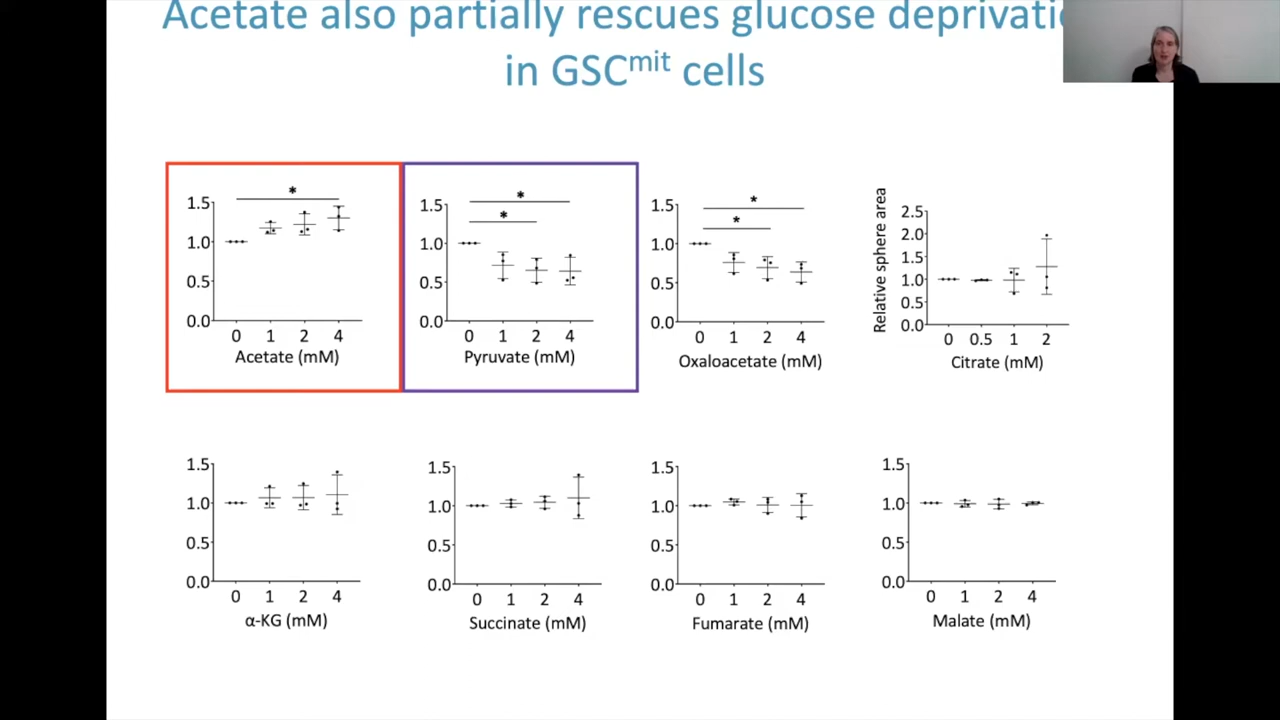 Acetate also partially rescues glucose deprivatio
in GSCmit cells
*
1.5
1.0
0.5
0.0
0 1 2 4
Acetate (mM)
*
*
1.5
1.0
0.5
0.0
0 1 2 4
Pyruvate (mM)
*
*
1.5
1.0
0.5
0.0
0 1 2 4
Oxaloacetate (mM)
Relative sphere area
2.5
2.0
1.5
1.0
0.5
0.0
0 0.5 1 2
Citrate (mM)
1.5
1.0
0.5
0.0
0 1 2 4
α-KG (mM)
1.5
1.0
0.5
0.0
0 1 2 4
Succinate (mM)
1.5
1.0
0.5
0.0
0 1 2 4
Fumarate (mM)
1.5
1.0
0.5
0.0
0 1 2 4
Malate (mM)